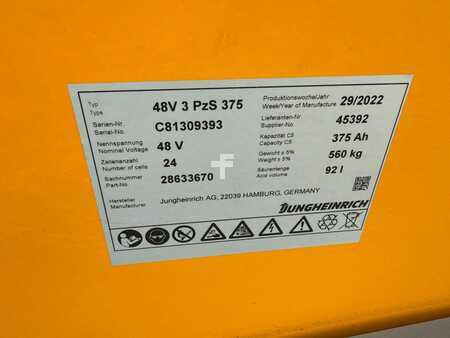 Typ
Type
48V 3 PzS 375
Produktionswoche/Jahr
Week/Year of Manufacture
29/2022
Serien-Nr.
Serial-No.
C81309393
Lieferanten-Nr.
Supplier-No.
45392
Nennspannung
Nominal Voltage
48 V
Kapazität C5
Capacity C5
375 Ah
Zellenanzahl
Number of cells
24
Gewicht ± 5%
Weight ± 5%
560 kg
Sachnummer
Part-No.
28633670
Säurenlenge
Acid volume
92 l
Hersteller
Manufacturer
Jungheinrich AG, 22039 HAMBURG, GERMANY
JUNGHEINRICH